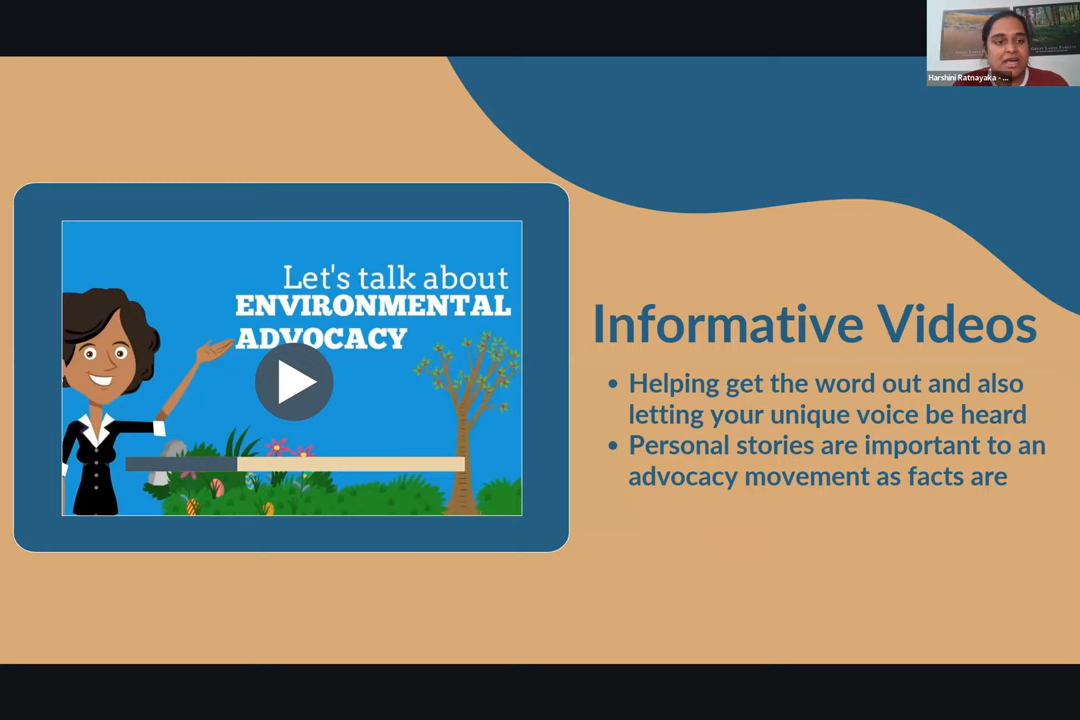 Harshini Ratnayaka - ...
Let's talk about
ENVIRONMENTAL
ADVOCACY
Informative Videos
• Helping get the word out and also
letting your unique voice be heard
• Personal stories are important to an
advocacy movement as facts are